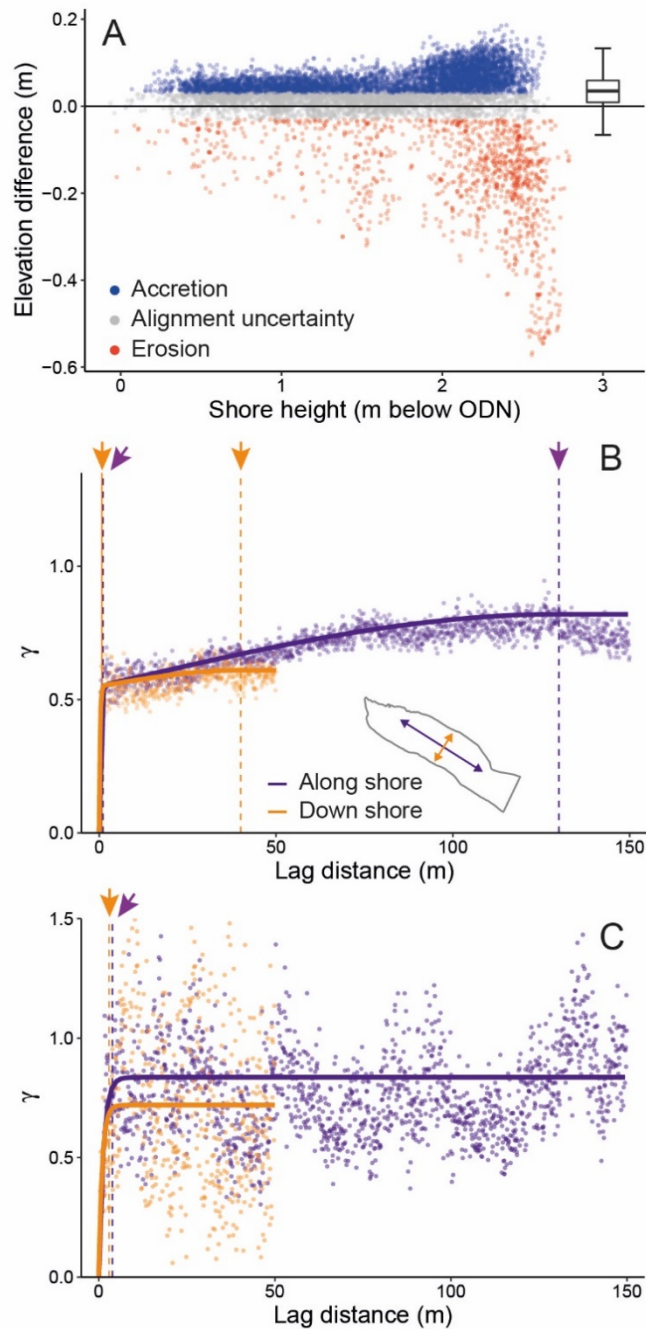 A
0.2
0.0
−0.2
−0.4
−0.6
Elevation difference (m)
Accretion
Alignment uncertainty
Erosion
0 1 2 3
Shore height (m below ODN)
B
1.0
0.5
0.0
γ
Along shore
Down shore
0 50 100 150
Lag distance (m)
C
1.5
1.0
0.5
0.0
γ
0 50 100 150
Lag distance (m)